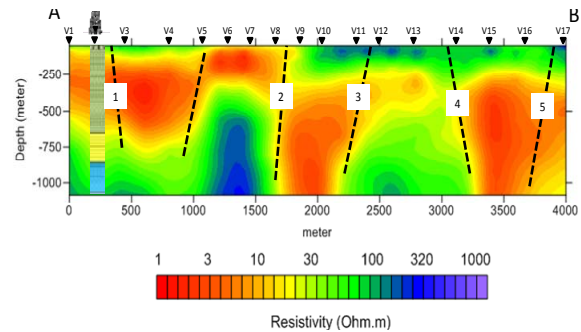 A B
V1 V3 V4 V5 V6 V7 V8 V9 V10 V11 V12 V13 V14 V15 V16 V17
-250
-500
-750
-1000
Depth (meter)
1 2 3 4 5
0 500 1000 1500 2000 2500 3000 3500 4000
meter
1 3 10 30 100 320 1000
Resistivity (Ohm.m)